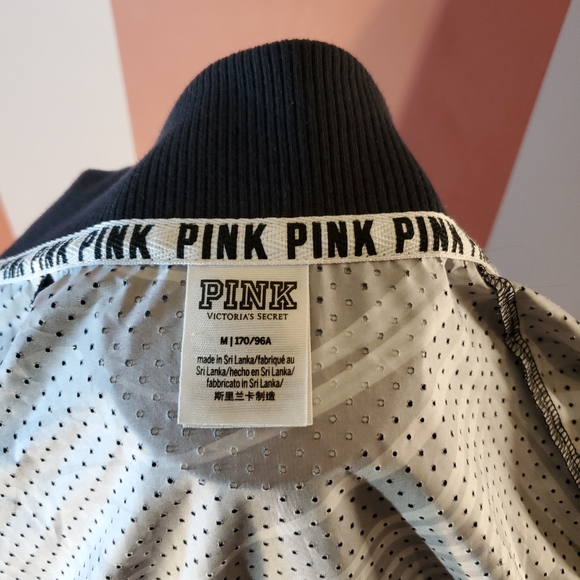 PINK PINK PINK PINK PINK
PINK
VICTORIA'S SECRET
M | 170/96A
made in Sri Lanka/fabriqué au
Sri Lanka/hecho en Sri Lanka/
fabbricato in Sri Lanka/
斯里兰卡制造